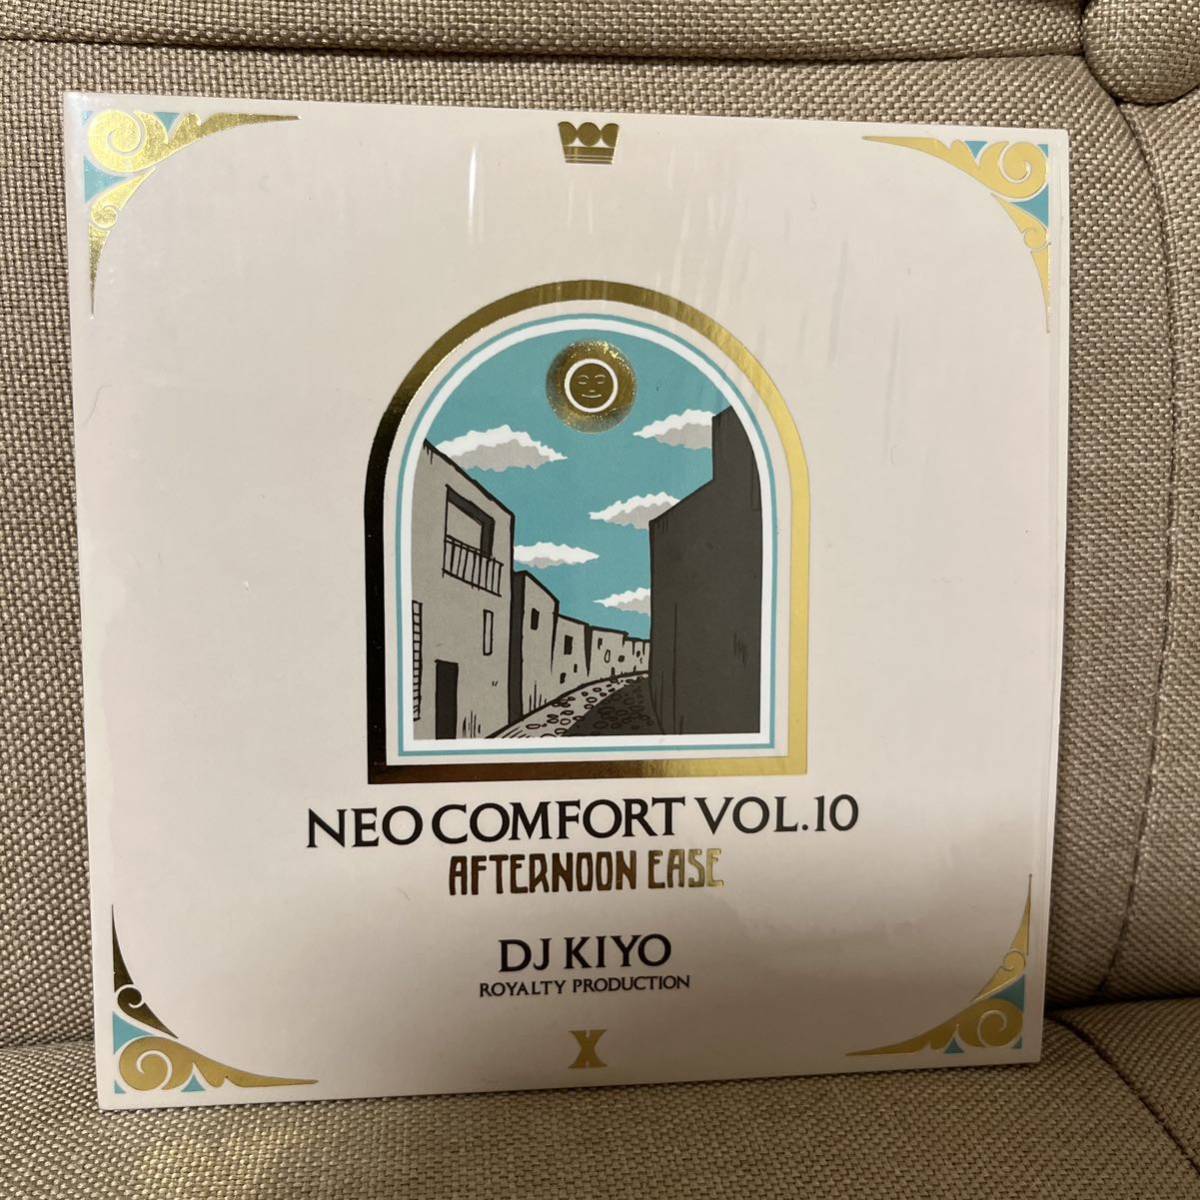 NEO COMFORT VOL.10
AFTERNOON EASE
DJ KIYO
ROYALTY PRODUCTION
X